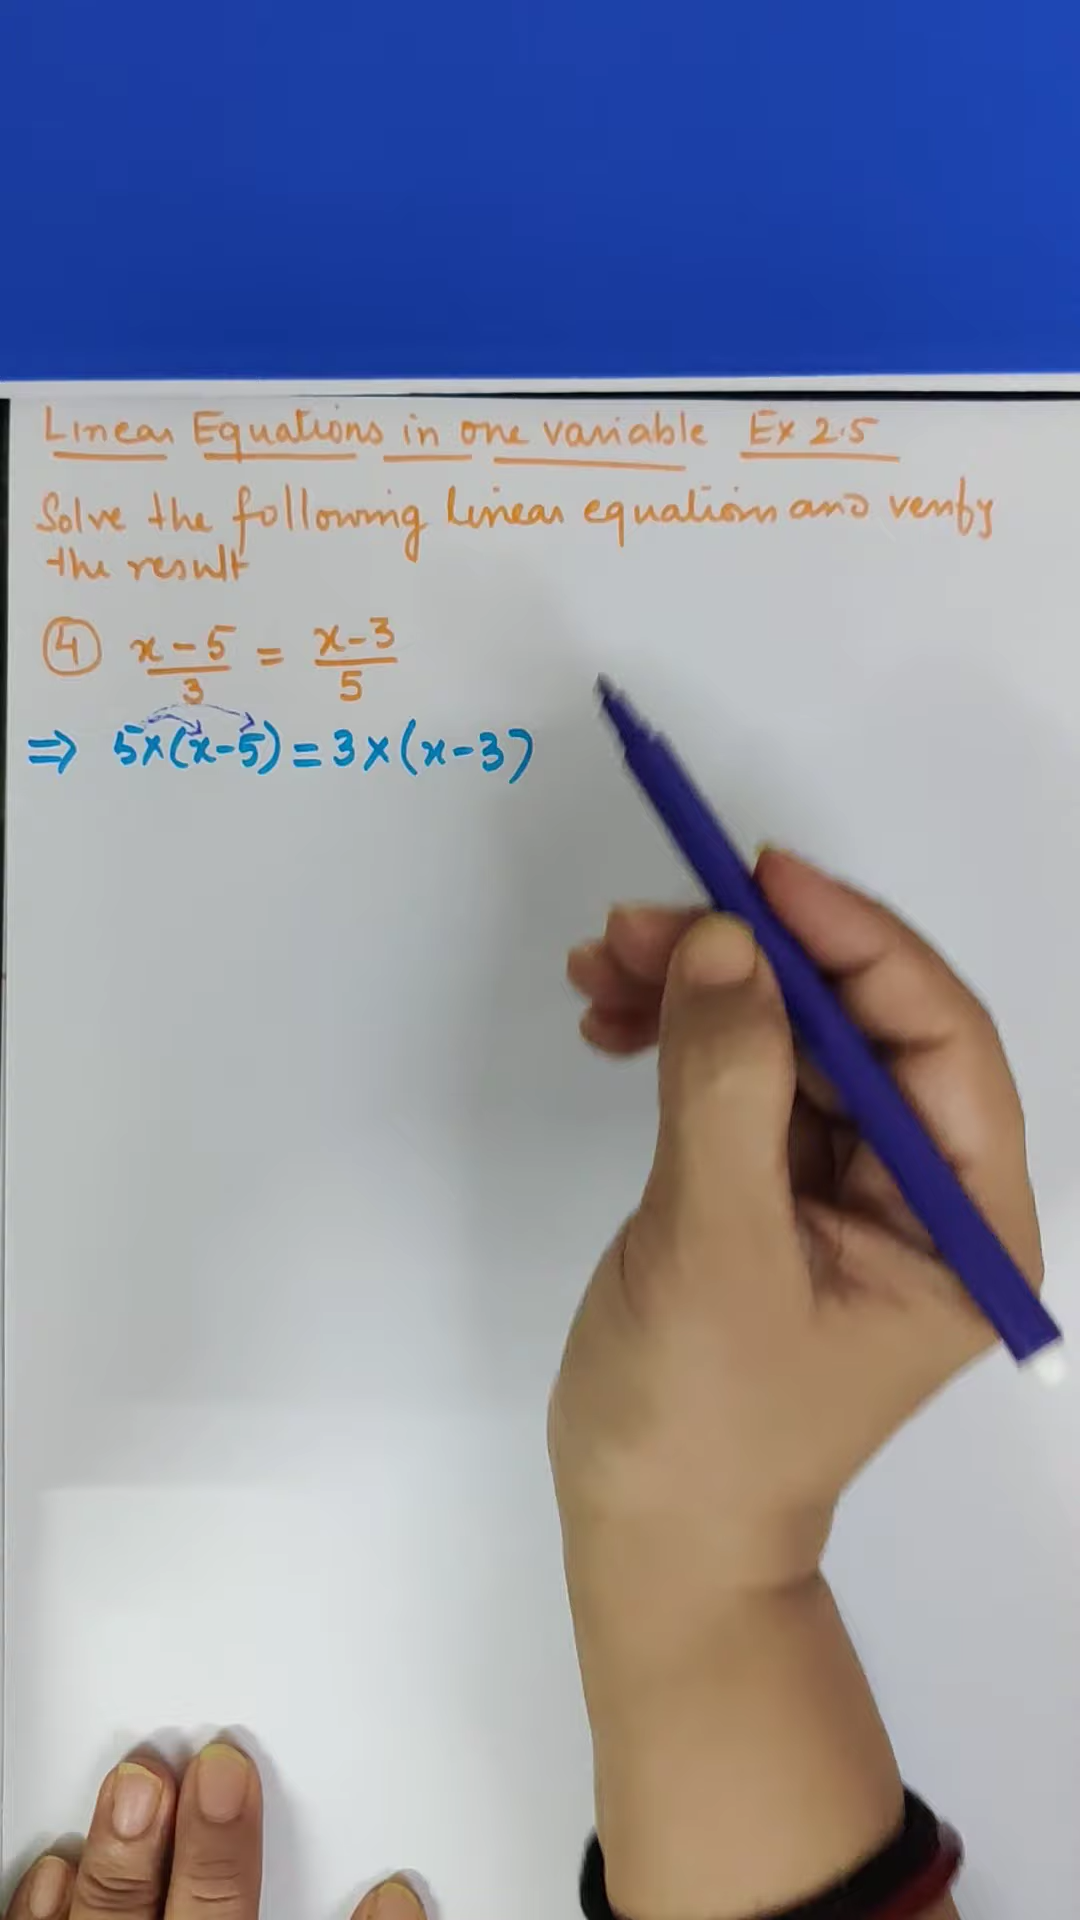 Linear Equations in one variable Ex 2.5
Solve the following linear equations and verify
the result
④ x-5/3 = x-3/5
⇒ 5×(x-5) = 3×(x-3)